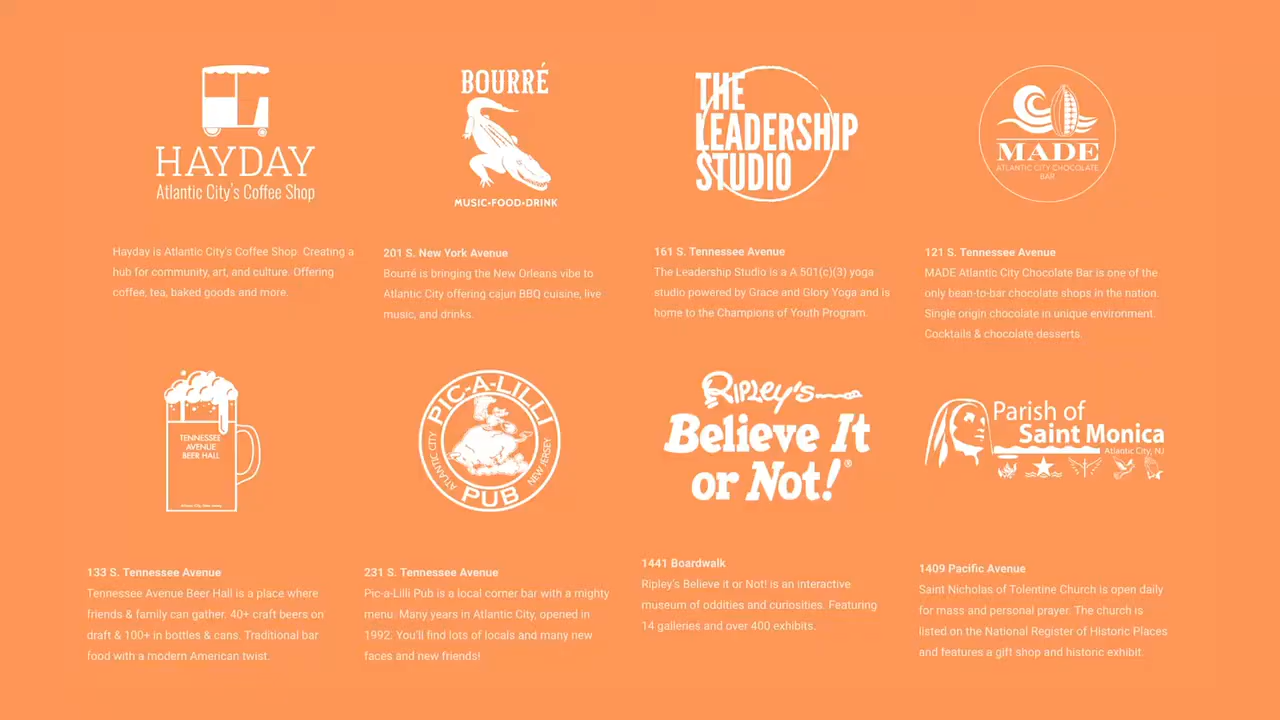 HAYDAY
Atlantic City's Coffee Shop
Hayday is Atlantic City's Coffee Shop. Creating a
hub for community, art, and culture. Offering
coffee, tea, baked goods and more.
BOURRÉ
MUSIC•FOOD•DRINK
201 S. New York Avenue
Bourré is bringing the New Orleans vibe to
Atlantic City offering cajun BBQ cuisine, live
music, and drinks.
THE
LEADERSHIP
STUDIO
161 S. Tennessee Avenue
The Leadership Studio is a A 501(c)(3) yoga
studio powered by Grace and Glory Yoga and is
home to the Champions of Youth Program.
MADE
ATLANTIC CITY CHOCOLATE
BAR
121 S. Tennessee Avenue
MADE Atlantic City Chocolate Bar is one of the
only bean-to-bar chocolate shops in the nation.
Single origin chocolate in unique environment.
Cocktails & chocolate desserts.
TENNESSEE
AVENUE
BEER HALL
Atlantic City, New Jersey
133 S. Tennessee Avenue
Tennessee Avenue Beer Hall is a place where
friends & family can gather. 40+ craft beers on
draft & 100+ in bottles & cans. Traditional bar
food with a modern American twist.
PIC-A-LILLI
ATLANTIC CITY
NEW JERSEY
PUB
231 S. Tennessee Avenue
Pic-a-Lilli Pub is a local corner bar with a mighty
menu. Many years in Atlantic City, opened in
1992. You'll find lots of locals and many new
faces and new friends!
RIPLEY'S
Believe It
or Not!®
1441 Boardwalk
Ripley's Believe it or Not! is an interactive
museum of oddities and curiosities. Featuring
14 galleries and over 400 exhibits.
Parish of
Saint Monica
Atlantic City, NJ
1409 Pacific Avenue
Saint Nicholas of Tolentine Church is open daily
for mass and personal prayer. The church is
listed on the National Register of Historic Places
and features a gift shop and historic exhibit.